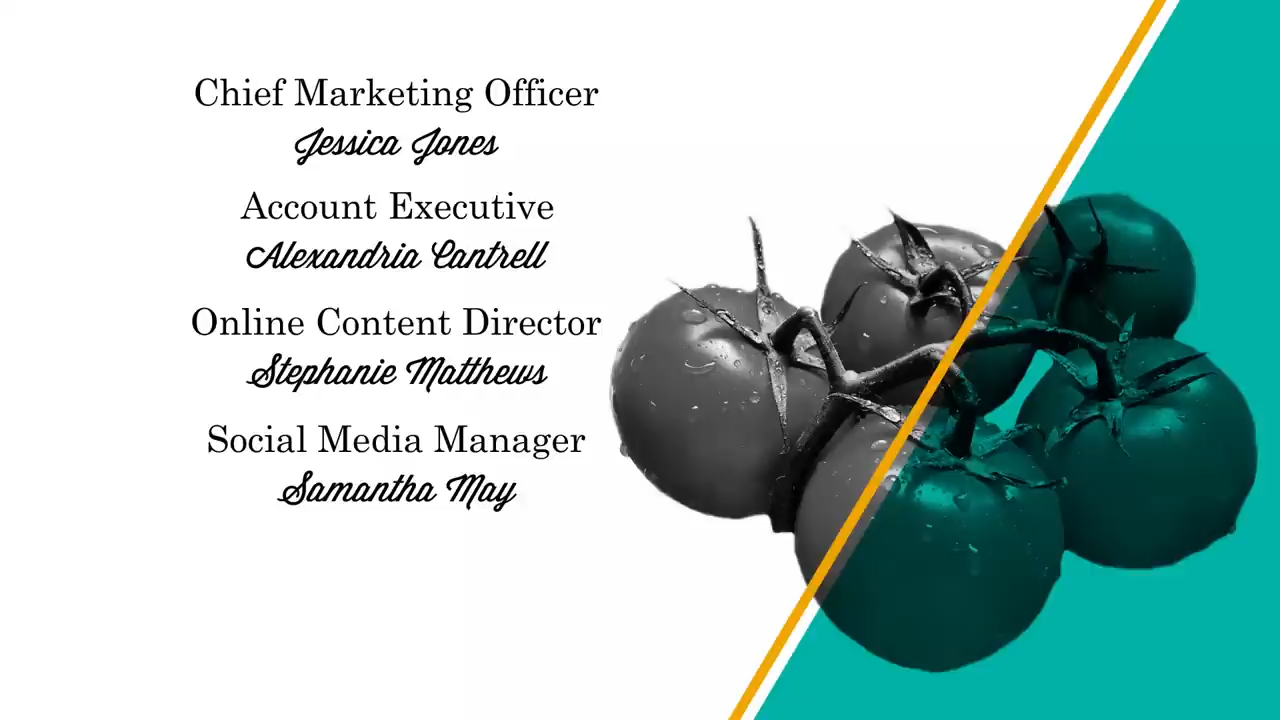 Chief Marketing Officer
Jessica Jones
Account Executive
Alexandria Cantrell
Online Content Director
Stephanie Matthews
Social Media Manager
Samantha May